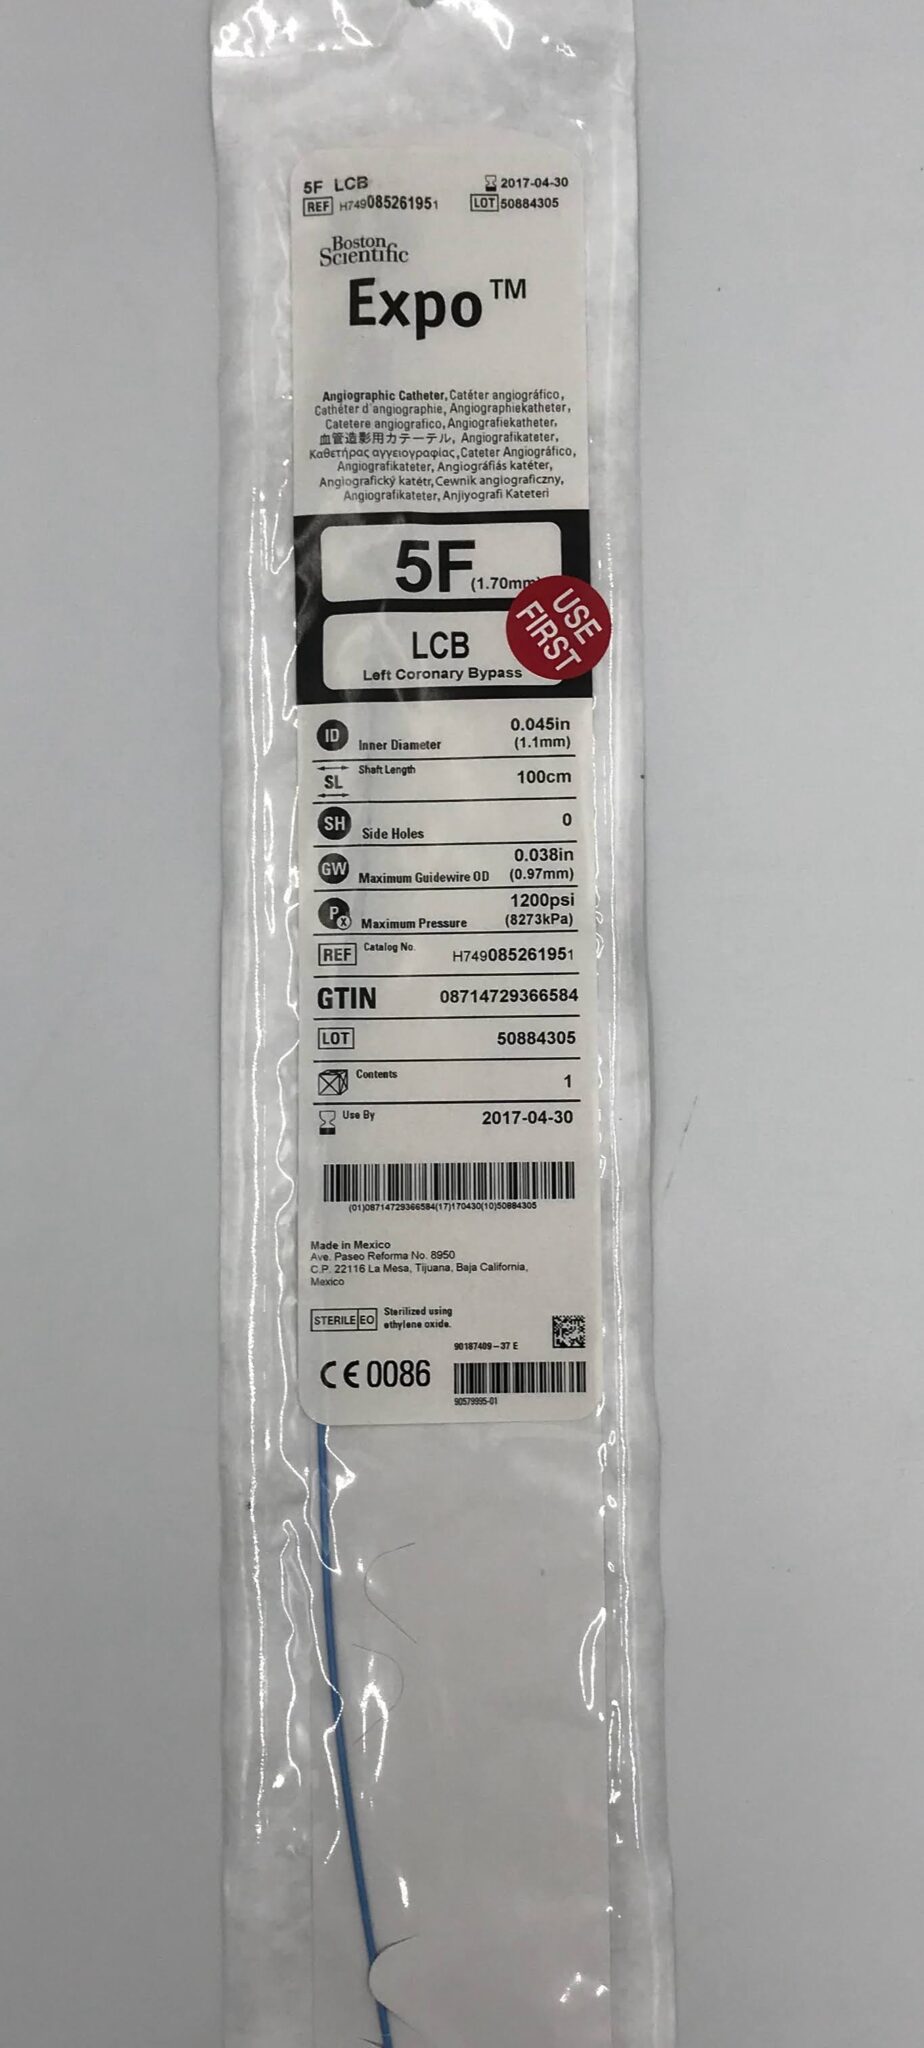 5F LCB
2017-04-30
REF H7490852619​51
LOT 50884305
Boston
Scientific
Expo™
Angiographic Catheter, Catéter angiográfico,
Cathéter d'angiographie, Angiographiekatheter,
Catetere angiografico, Angiografiekatheter,
血管造影用カテーテル, Angiografikateter,
Καθετήρας αγγειογραφίας, Cateter Angiográfico,
Angiografikateter, Angiográfiás katéter,
Angiografický katétr, Cewnik angiograficzny,
Angiografikateter, Anjiyografi Kateteri
5F (1.70mm)
USE
FIRST
LCB
Left Coronary Bypass
ID Inner Diameter 0.045in
(1.1mm)
SL Shaft Length 100cm
SH Side Holes 0
GW Maximum Guidewire OD 0.038in
(0.97mm)
Px Maximum Pressure 1200psi
(8273kPa)
REF Catalog No. H749085261951
GTIN 08714729366584
LOT 50884305
Contents 1
Use By 2017-04-30
(01)08714729366584(17)170430(10)50884305
Made in Mexico
Ave. Paseo Reforma No. 8950
C.P. 22116 La Mesa, Tijuana, Baja California,
Mexico
STERILE EO Sterilized using
ethylene oxide.
90187409-37 E
CE 0086
90579995-01